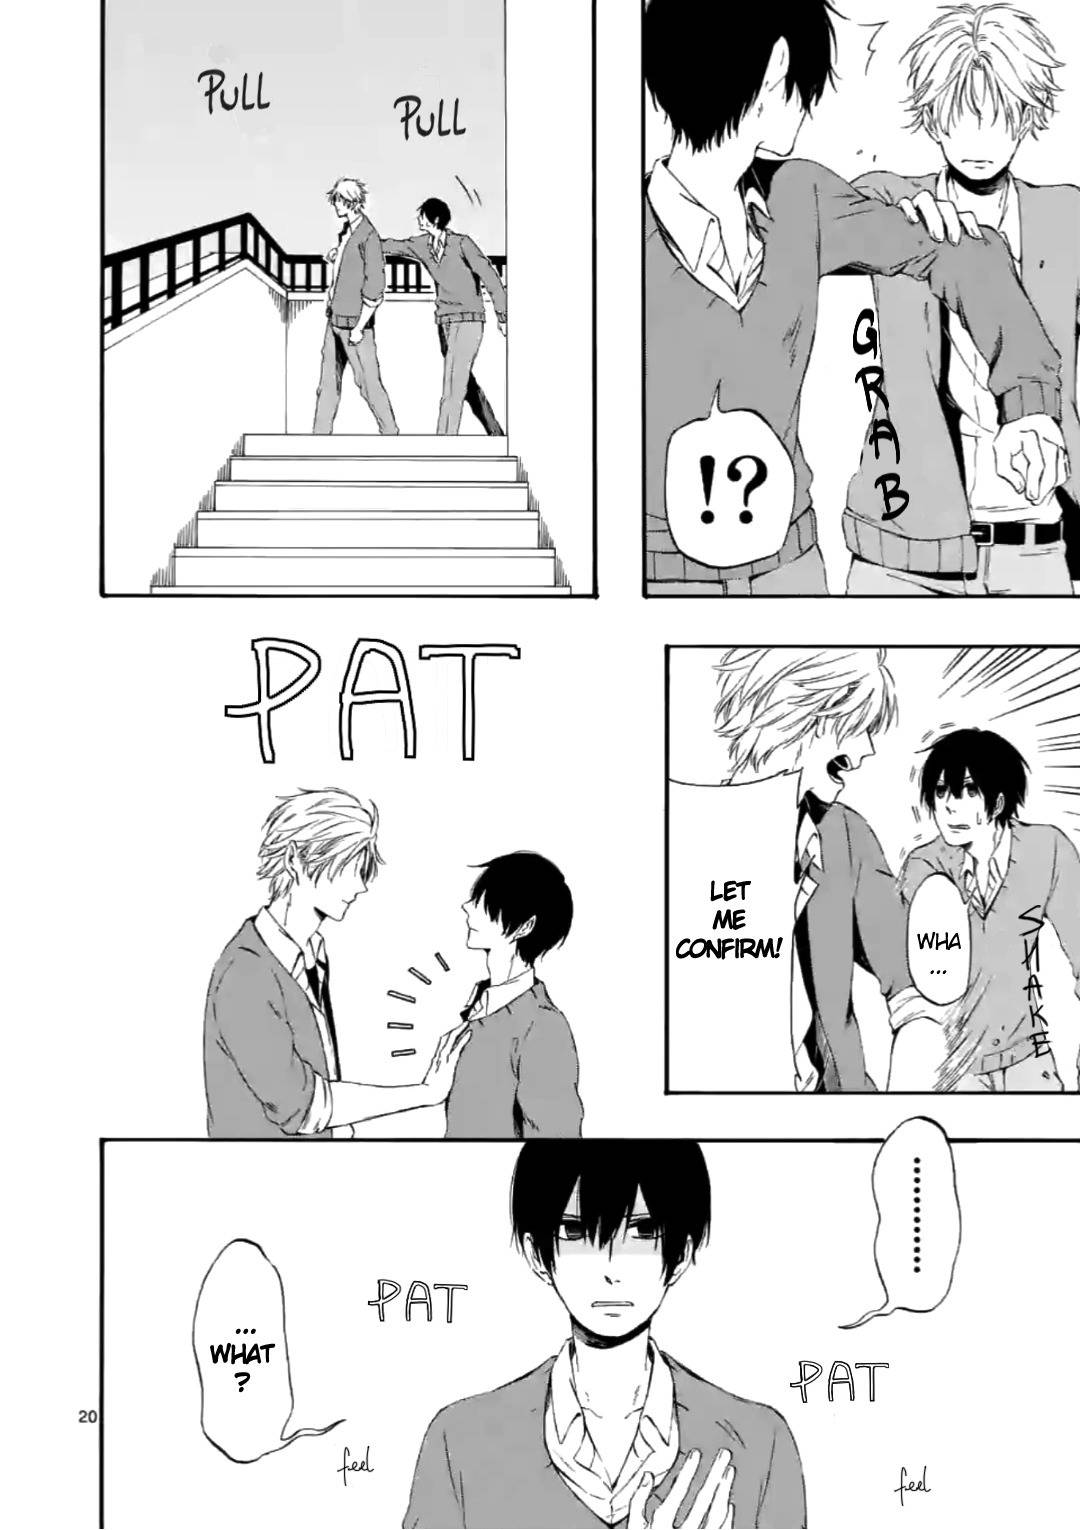 !?
GRAB
PULL
PULL
LET
ME
CONFIRM!
WHA
...
SHAKE
PAT
.........
PAT
PAT
...
WHAT
?
feel
feel
20